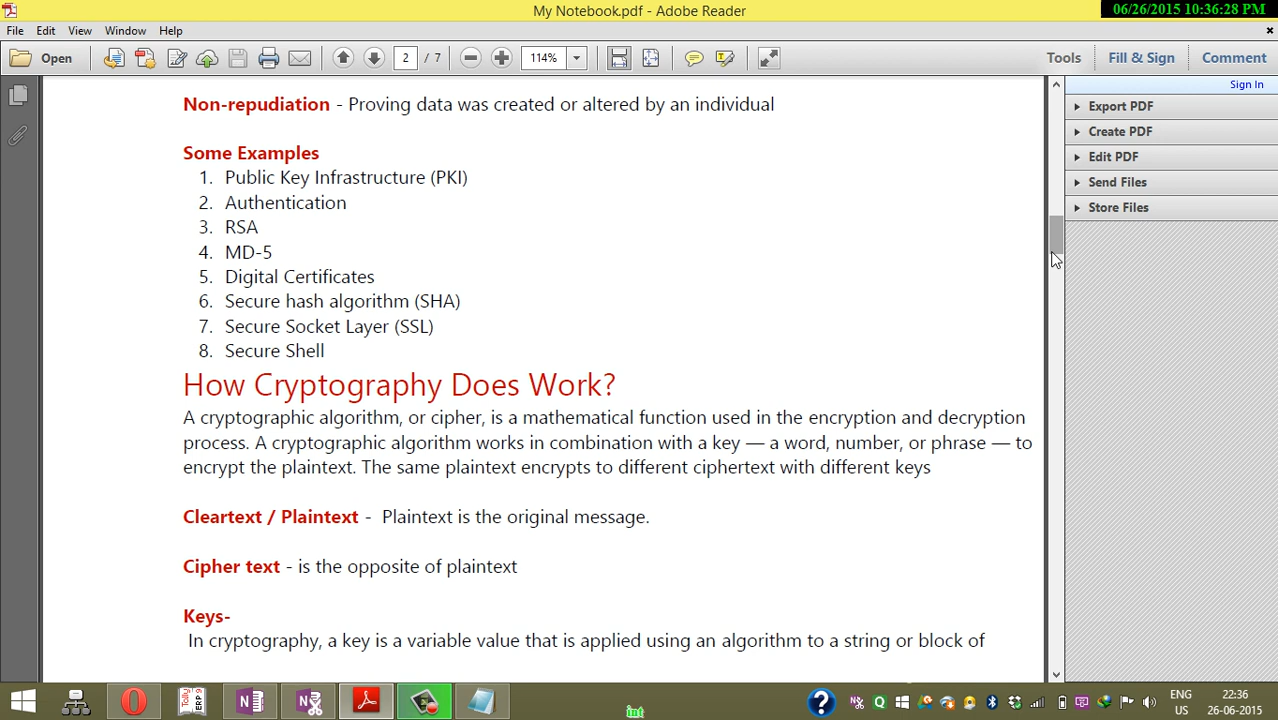 My Notebook.pdf - Adobe Reader
06/26/2015 10:36:28 PM
File Edit View Window Help
Open 2 / 7 114% Tools Fill & Sign Comment
Sign In
Export PDF
Create PDF
Edit PDF
Send Files
Store Files
Non-repudiation - Proving data was created or altered by an individual
Some Examples
1. Public Key Infrastructure (PKI)
2. Authentication
3. RSA
4. MD-5
5. Digital Certificates
6. Secure hash algorithm (SHA)
7. Secure Socket Layer (SSL)
8. Secure Shell
How Cryptography Does Work?
A cryptographic algorithm, or cipher, is a mathematical function used in the encryption and decryption
process. A cryptographic algorithm works in combination with a key — a word, number, or phrase — to
encrypt the plaintext. The same plaintext encrypts to different ciphertext with different keys
Cleartext / Plaintext - Plaintext is the original message.
Cipher text - is the opposite of plaintext
Keys-
In cryptography, a key is a variable value that is applied using an algorithm to a string or block of
Tally ERP 9
int
ENG 22:36
US 26-06-2015